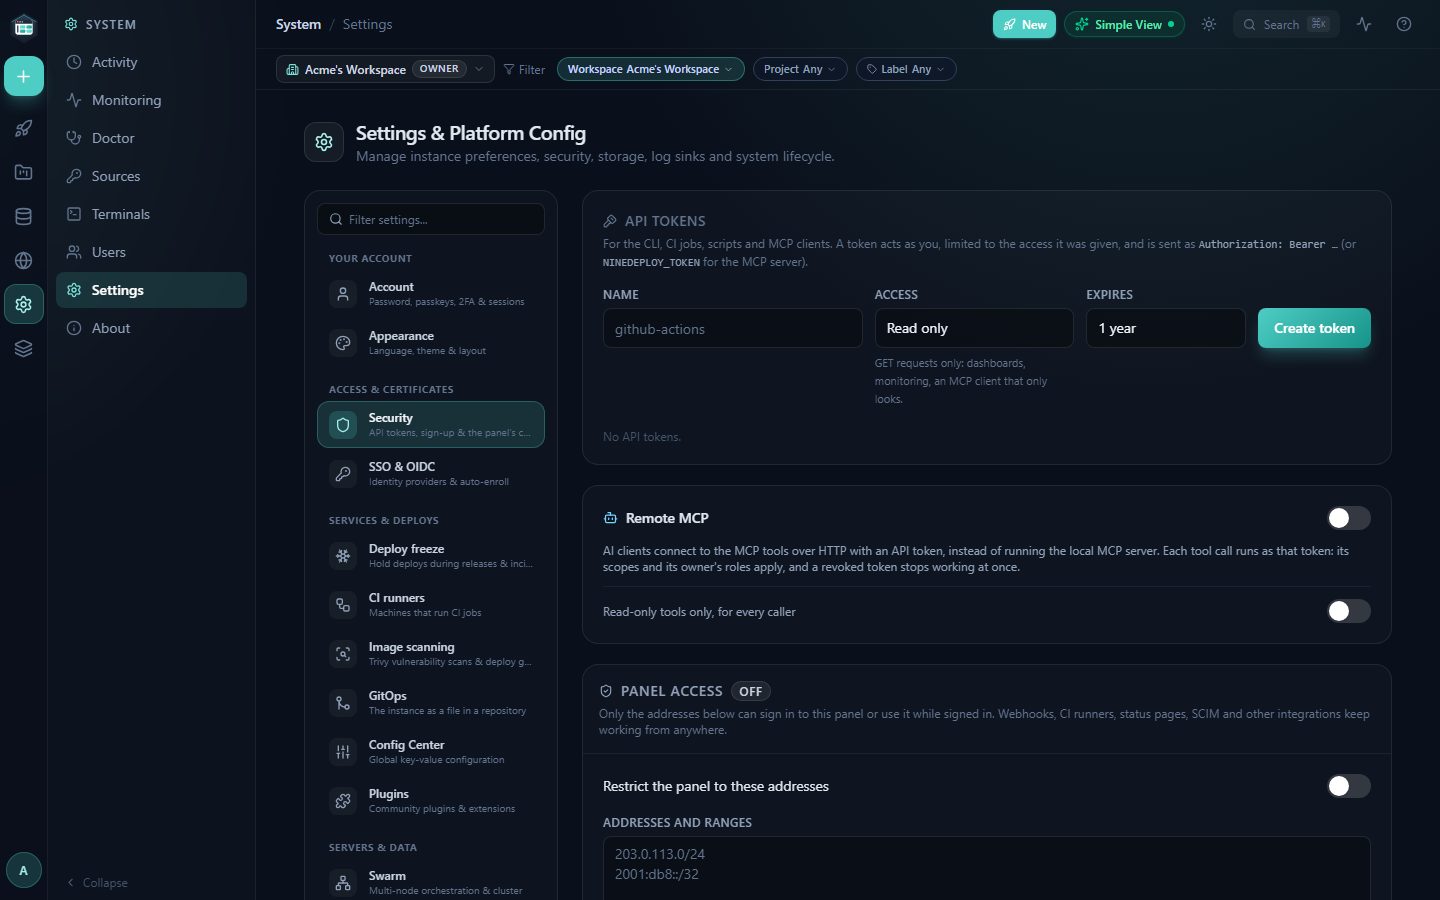 SYSTEM
Activity
Monitoring
Doctor
Sources
Terminals
Users
Settings
About
Collapse
A
System / Settings
New
Simple View
Search
⌘K
Acme's Workspace OWNER
Filter
Workspace Acme's Workspace
Project Any
Label Any
Settings & Platform Config
Manage instance preferences, security, storage, log sinks and system lifecycle.
Filter settings...
YOUR ACCOUNT
Account
Password, passkeys, 2FA & sessions
Appearance
Language, theme & layout
ACCESS & CERTIFICATES
Security
API tokens, sign-up & the panel's c...
SSO & OIDC
Identity providers & auto-enroll
SERVICES & DEPLOYS
Deploy freeze
Hold deploys during releases & inci...
CI runners
Machines that run CI jobs
Image scanning
Trivy vulnerability scans & deploy g...
GitOps
The instance as a file in a repository
Config Center
Global key-value configuration
Plugins
Community plugins & extensions
SERVERS & DATA
Swarm
Multi-node orchestration & cluster
API TOKENS
For the CLI, CI jobs, scripts and MCP clients. A token acts as you, limited to the access it was given, and is sent as Authorization: Bearer … (or
NINEDEPLOY_TOKEN for the MCP server).
NAME
github-actions
ACCESS
Read only
GET requests only: dashboards,
monitoring, an MCP client that only
looks.
EXPIRES
1 year
Create token
No API tokens.
Remote MCP
AI clients connect to the MCP tools over HTTP with an API token, instead of running the local MCP server. Each tool call runs as that token: its
scopes and its owner's roles apply, and a revoked token stops working at once.
Read-only tools only, for every caller
PANEL ACCESS OFF
Only the addresses below can sign in to this panel or use it while signed in. Webhooks, CI runners, status pages, SCIM and other integrations keep
working from anywhere.
Restrict the panel to these addresses
ADDRESSES AND RANGES
203.0.113.0/24
2001:db8::/32